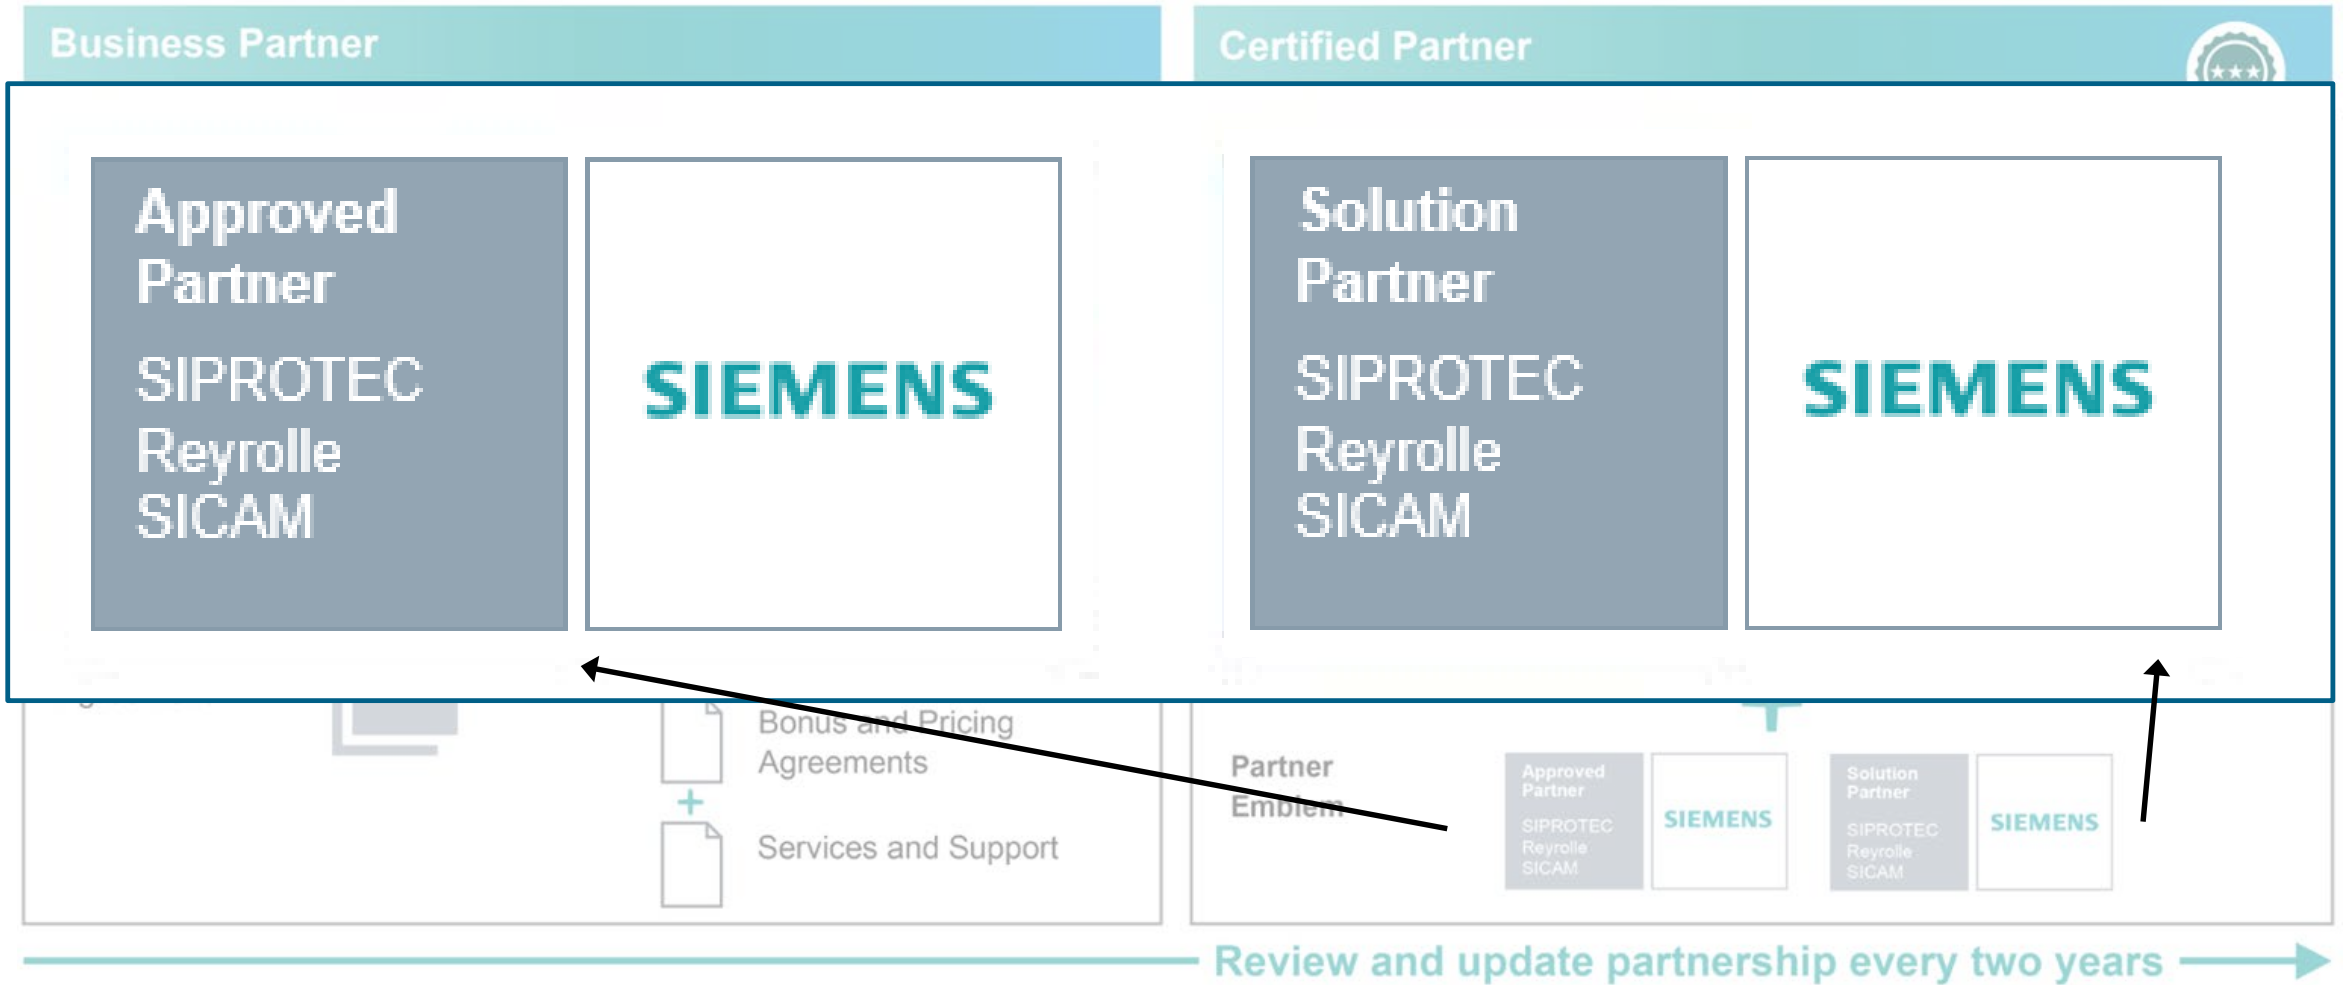 Business Partner
Certified Partner
Approved
Partner
SIPROTEC
Reyrolle
SICAM
SIEMENS
Solution
Partner
SIPROTEC
Reyrolle
SICAM
SIEMENS
Bonus and Pricing
Agreements
Services and Support
Partner
Emblem
Approved
Partner
SIPROTEC
Reyrolle
SICAM
SIEMENS
Solution
Partner
SIPROTEC
Reyrolle
SICAM
SIEMENS
Review and update partnership every two years